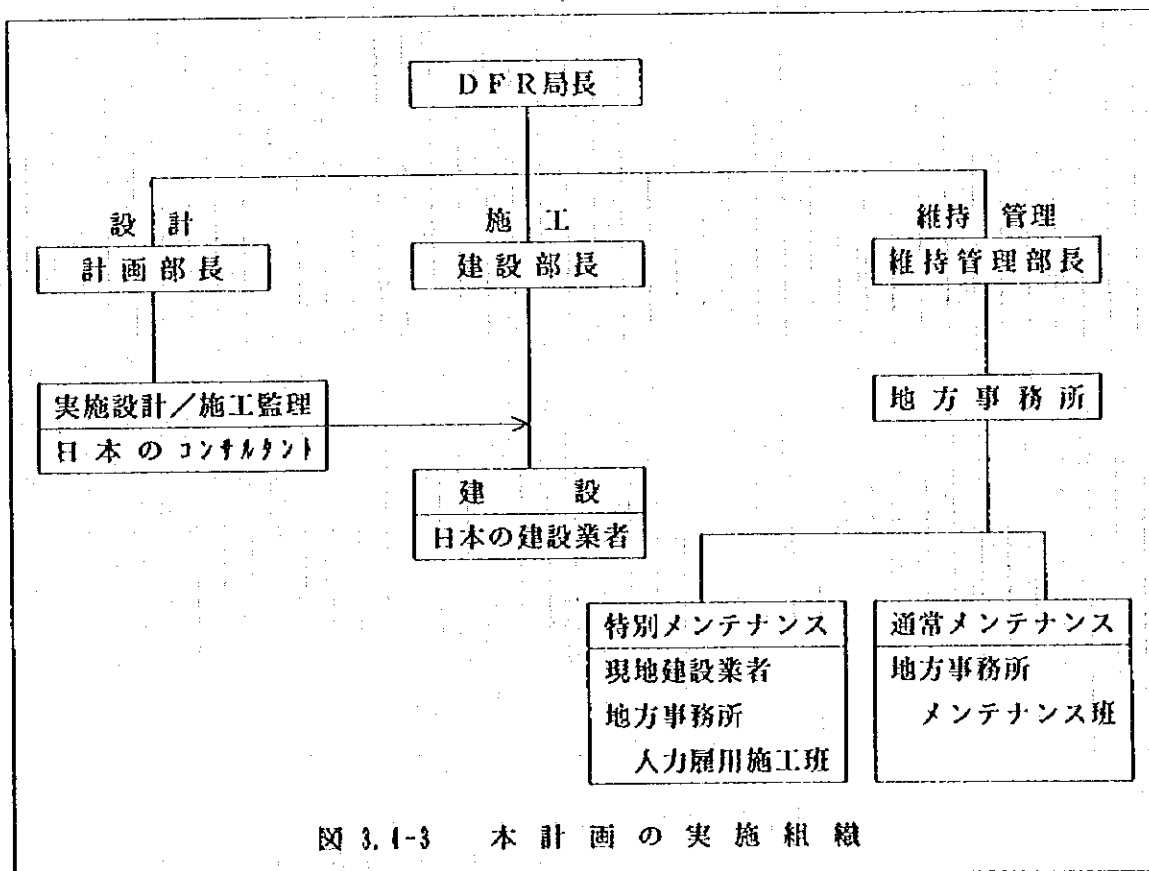 DFR局長
設計
計画部長
施工
建設部長
維持管理
維持管理部長
実施設計／施工監理
日本のコンサルタント
建設
日本の建設業者
地方事務所
特別メンテナンス
現地建設業者
地方事務所
人力雇用施工班
通常メンテナンス
地方事務所
メンテナンス班
図 3.4-3 本計画の実施組織